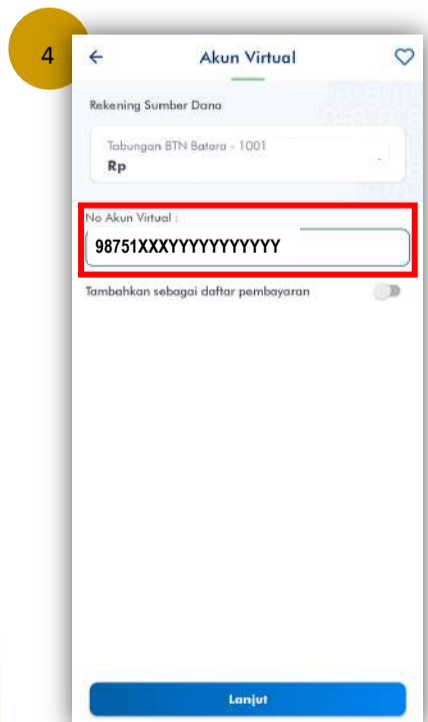 4
Akun Virtual
Rekening Sumber Dana
Tabungan BTN Batara - 1001
Rp
No Akun Virtual :
98751XXXYYYYYYYYYYY
Tambahkan sebagai daftar pembayaran
Lanjut